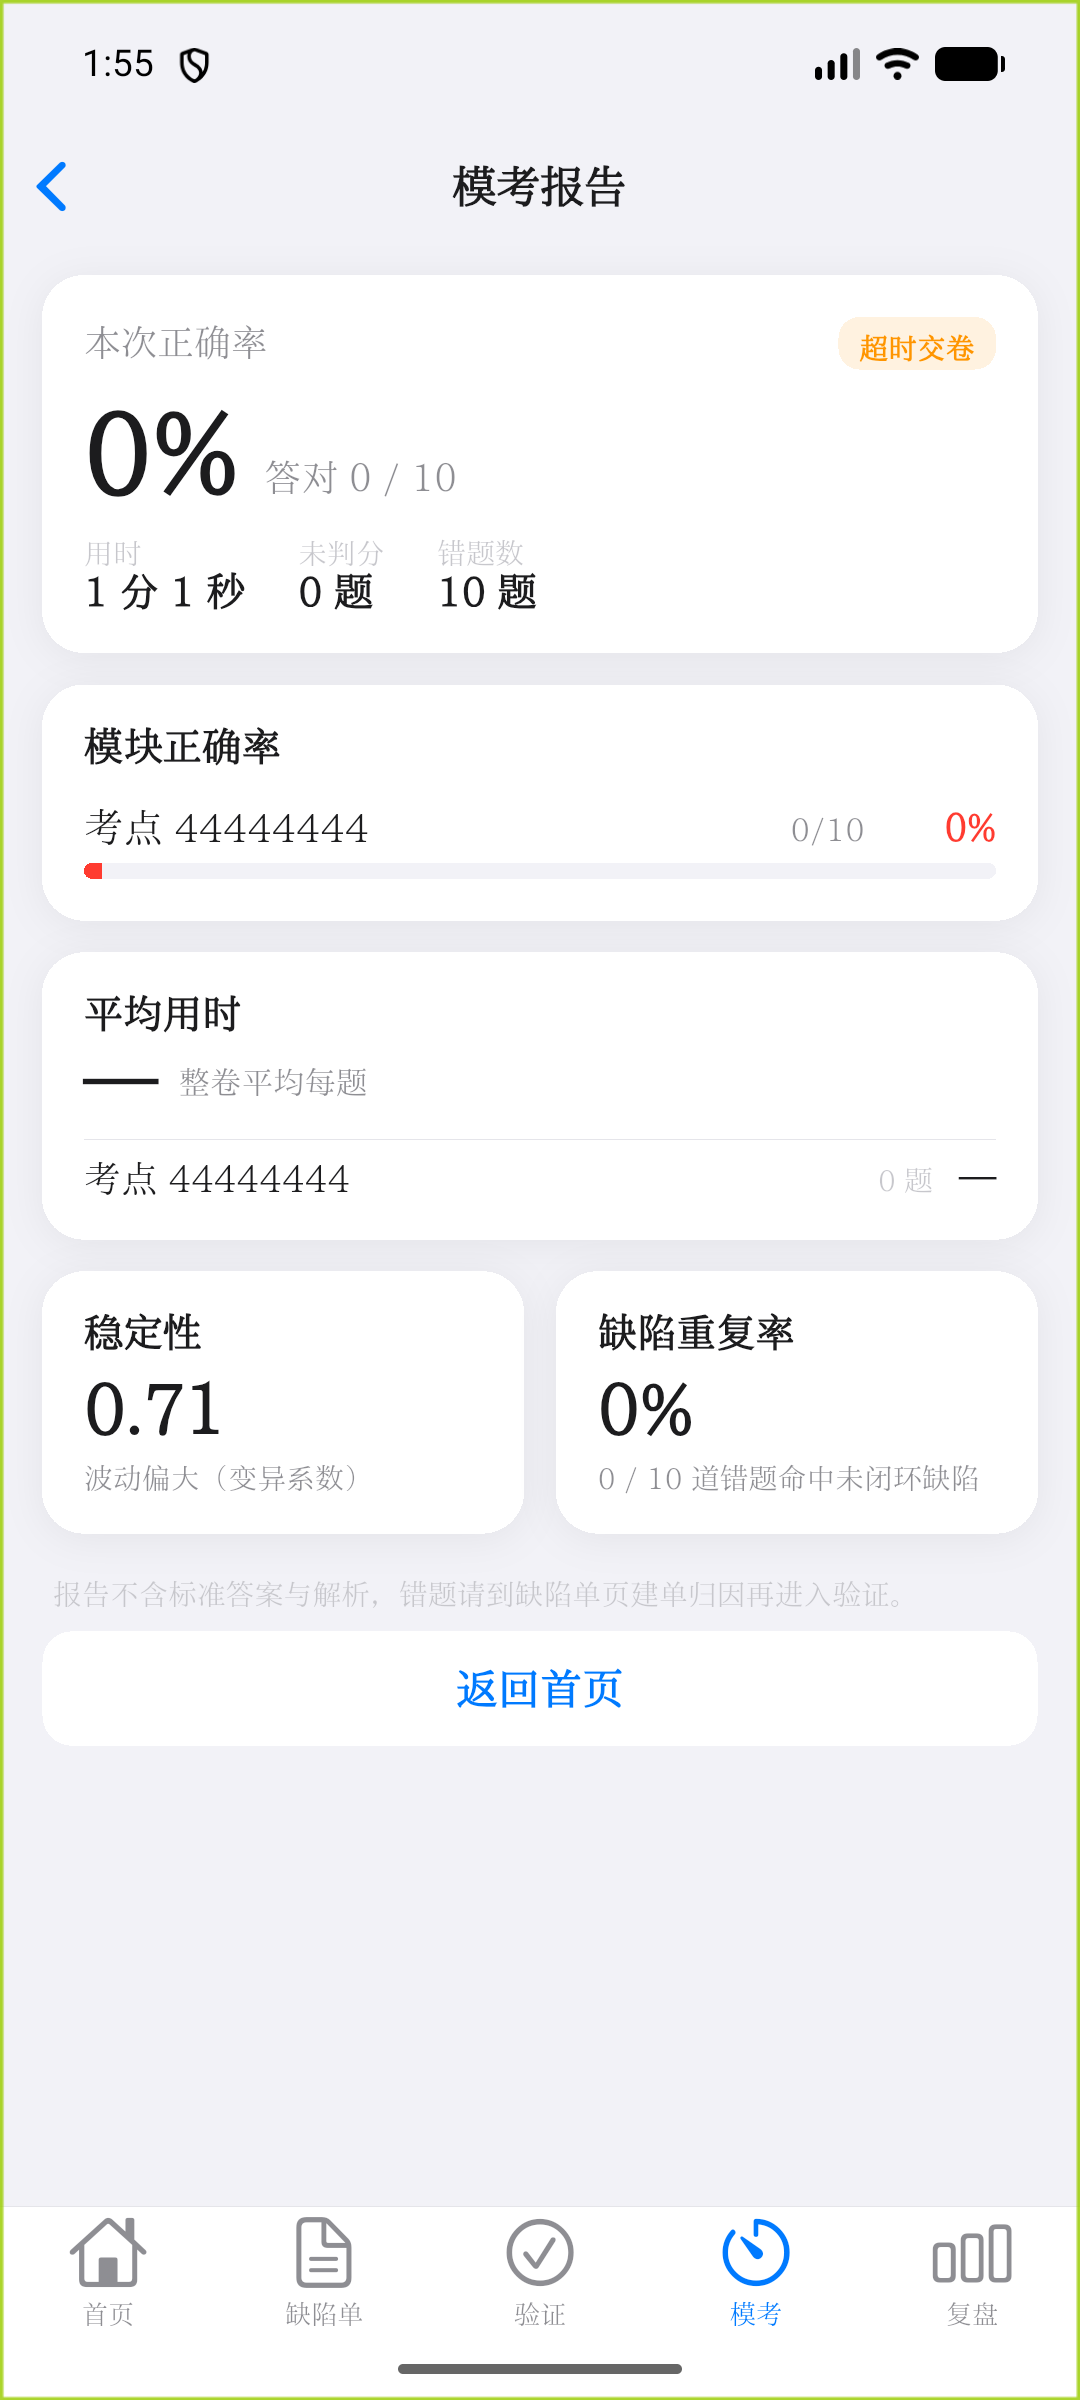 1:55
模考报告
本次正确率
超时交卷
0%
答对 0 / 10
用时 未判分 错题数
1 分 1 秒 0 题 10 题
模块正确率
考点 44444444 0/10 0%
平均用时
— 整卷平均每题
考点 44444444 0 题 —
稳定性
0.71
波动偏大（变异系数）
缺陷重复率
0%
0 / 10 道错题命中未闭环缺陷
报告不含标准答案与解析，错题请到缺陷单页建单归因再进入验证。
返回首页
首页 缺陷单 验证 模考 复盘